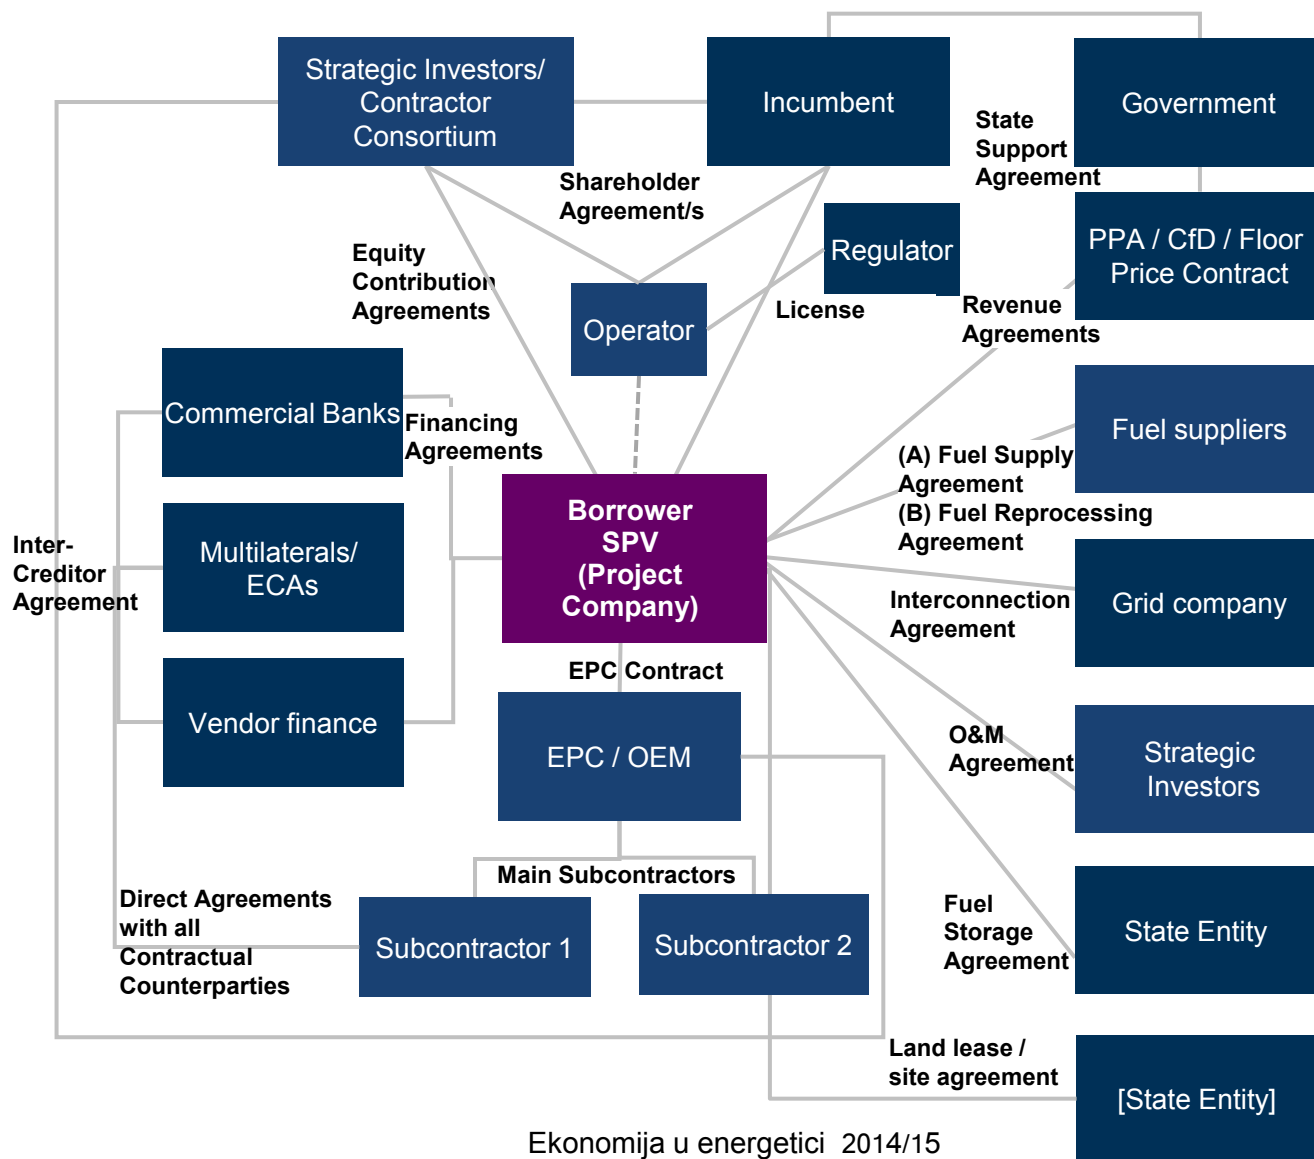 Strategic Investors/
Contractor
Consortium
Incumbent
Government
State
Support
Agreement
Shareholder
Agreement/s
Regulator
PPA / CfD / Floor
Price Contract
Equity
Contribution
Agreements
Operator
License
Revenue
Agreements
Commercial Banks
Financing
Agreements
Fuel suppliers
(A) Fuel Supply
Agreement
(B) Fuel Reprocessing
Agreement
Borrower
SPV
(Project
Company)
Inter-
Creditor
Agreement
Multilaterals/
ECAs
Interconnection
Agreement
Grid company
EPC Contract
Vendor finance
EPC / OEM
O&M
Agreement
Strategic
Investors
Main Subcontractors
Direct Agreements
with all
Contractual
Counterparties
Subcontractor 1
Subcontractor 2
Fuel
Storage
Agreement
State Entity
Land lease /
site agreement
[State Entity]
Ekonomija u energetici 2014/15